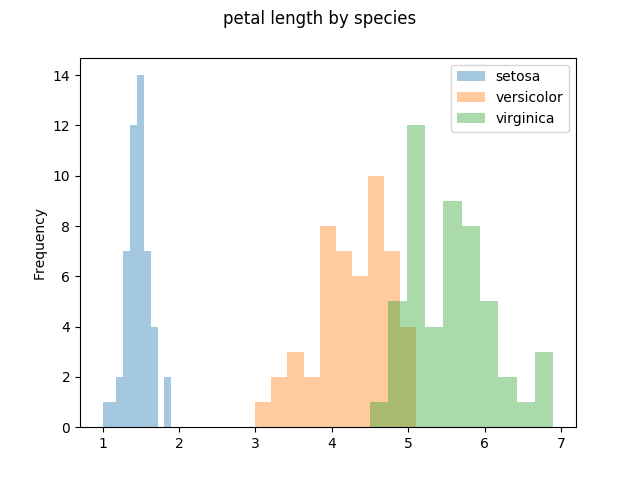 petal length by species
setosa
versicolor
virginica
Frequency
14
12
10
8
6
4
2
0
1 2 3 4 5 6 7